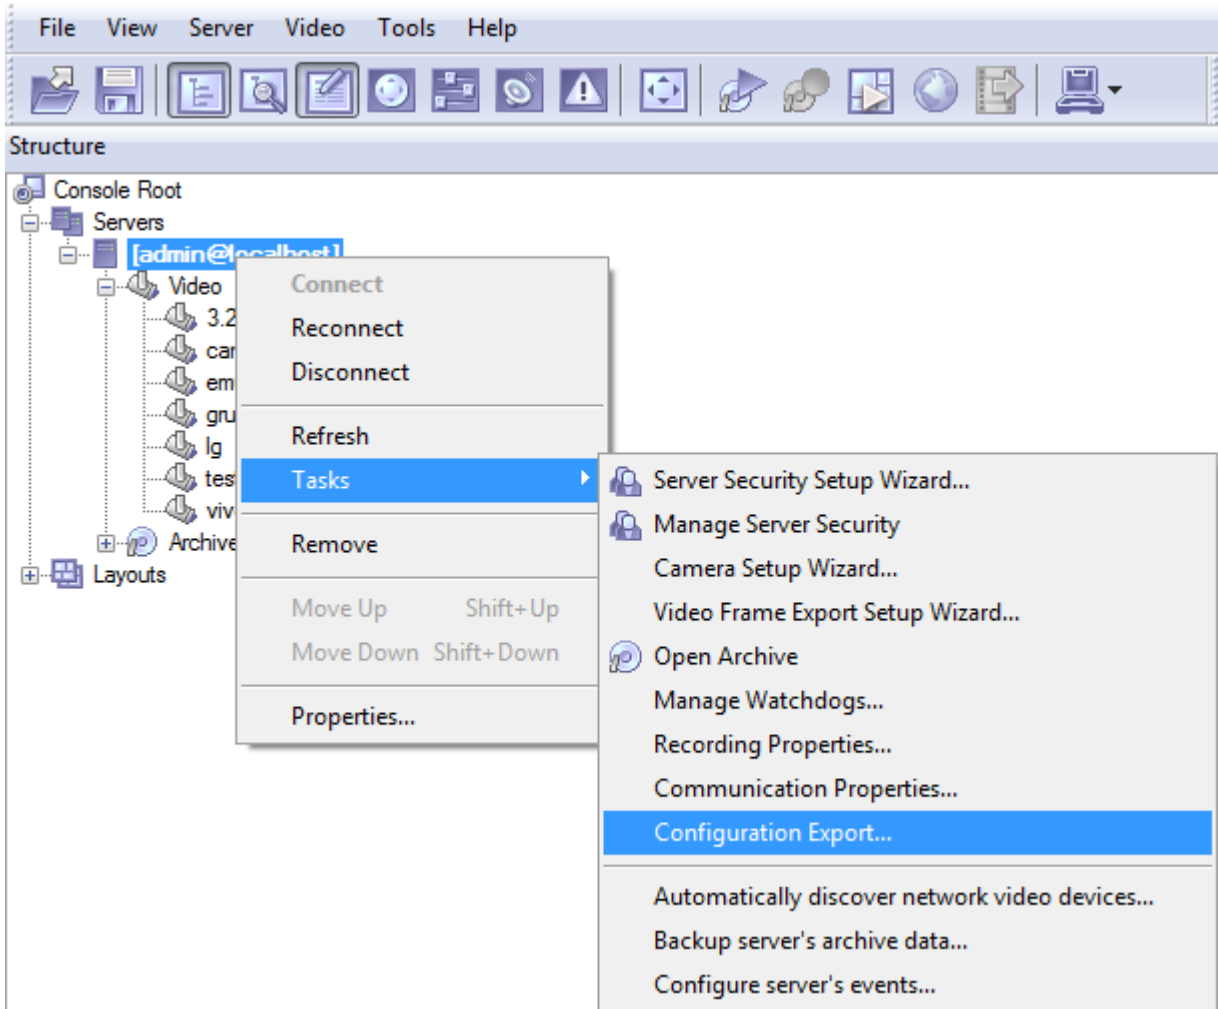 File View Server Video Tools Help
Structure
Console Root
Servers
[admin@localhost]
Video
3.2
lg
Archive
Layouts
Connect
Reconnect
Disconnect
Refresh
Tasks
Remove
Move Up Shift+Up
Move Down Shift+Down
Properties...
Server Security Setup Wizard...
Manage Server Security
Camera Setup Wizard...
Video Frame Export Setup Wizard...
Open Archive
Manage Watchdogs...
Recording Properties...
Communication Properties...
Configuration Export...
Automatically discover network video devices...
Backup server's archive data...
Configure server's events...